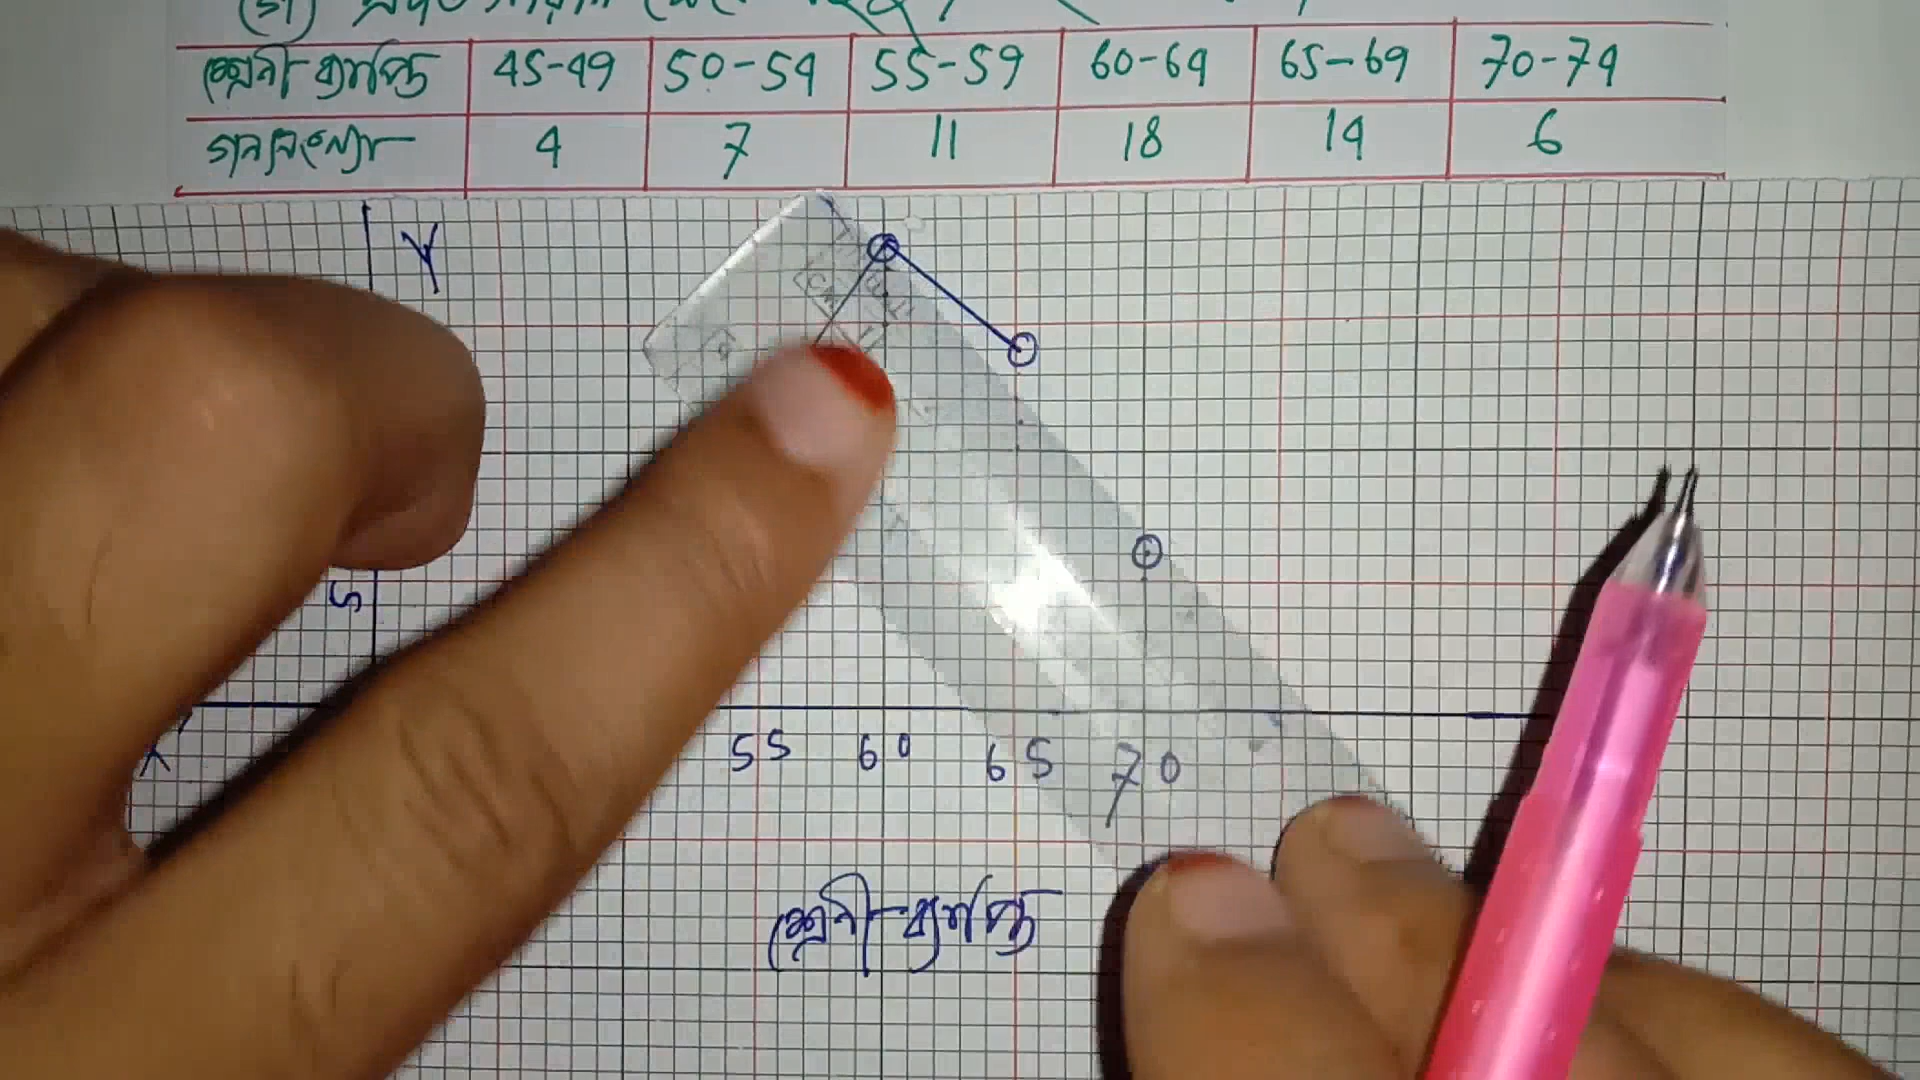 শ্রেনী ব্যাপ্তি 45-49 50-54 55-59 60-64 65-69 70-74
গনসংখ্যা 4 7 11 18 14 6
Y
5
X'
55 60 65 70
শ্রেনী-ব্যাপ্তি